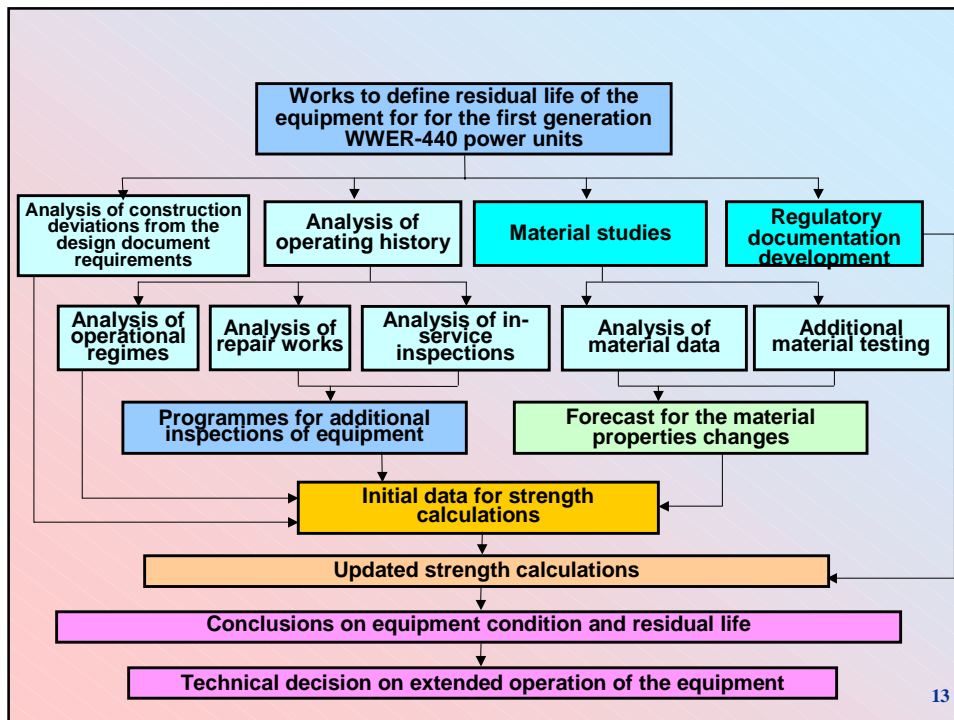 Works to define residual life of the
equipment for for the first generation
WWER-440 power units
Analysis of construction
deviations from the
design document
requirements
Analysis of
operating history
Material studies
Regulatory
documentation
development
Analysis of
operational
regimes
Analysis of
repair works
Analysis of in-
service
inspections
Analysis of
material data
Additional
material testing
Programmes for additional
inspections of equipment
Forecast for the material
properties changes
Initial data for strength
calculations
Updated strength calculations
Conclusions on equipment condition and residual life
Technical decision on extended operation of the equipment
13